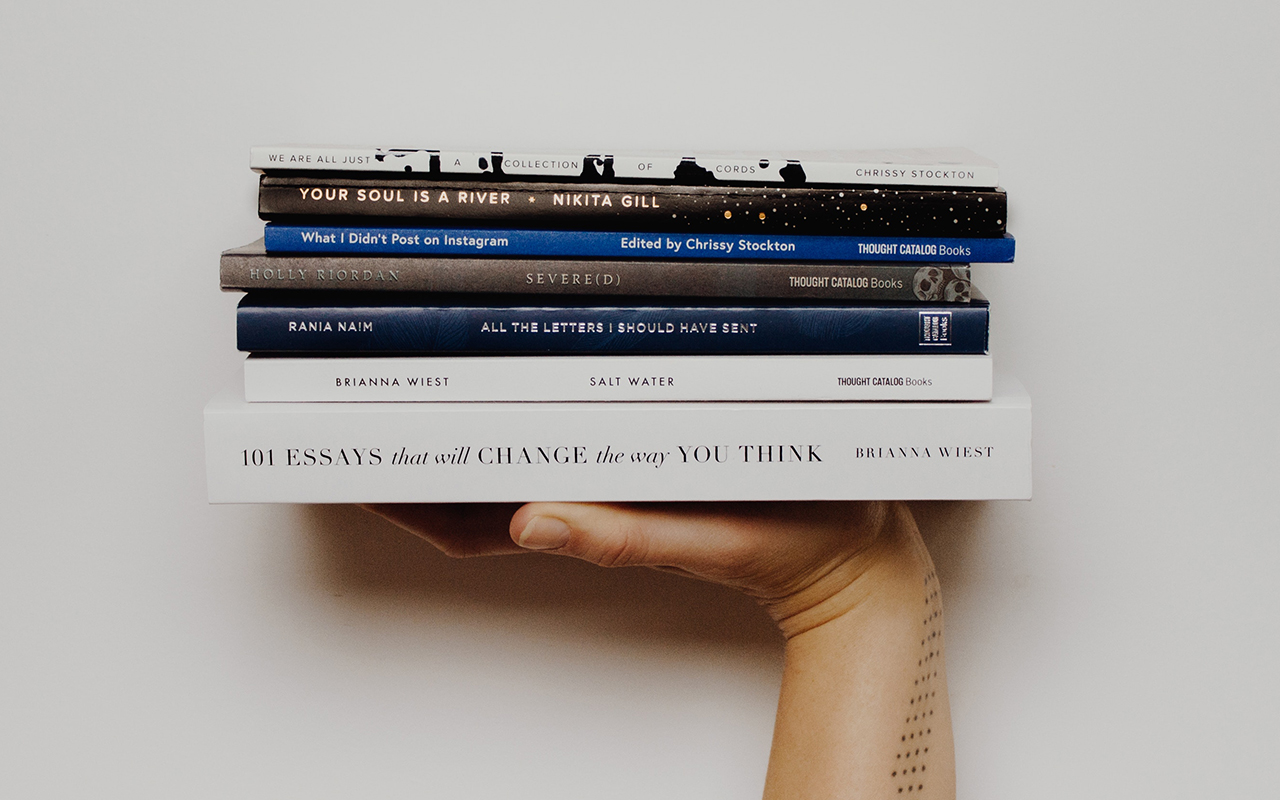 WE ARE ALL JUST A COLLECTION OF CORDS CHRISSY STOCKTON
YOUR SOUL IS A RIVER * NIKITA GILL
What I Didn't Post on Instagram Edited by Chrissy Stockton THOUGHT CATALOG Books
HOLLY RIORDAN SEVERE(D) THOUGHT CATALOG Books
RANIA NAIM ALL THE LETTERS I SHOULD HAVE SENT THOUGHT CATALOG Books
BRIANNA WIEST SALT WATER THOUGHT CATALOG Books
101 ESSAYS that will CHANGE the way YOU THINK BRIANNA WIEST